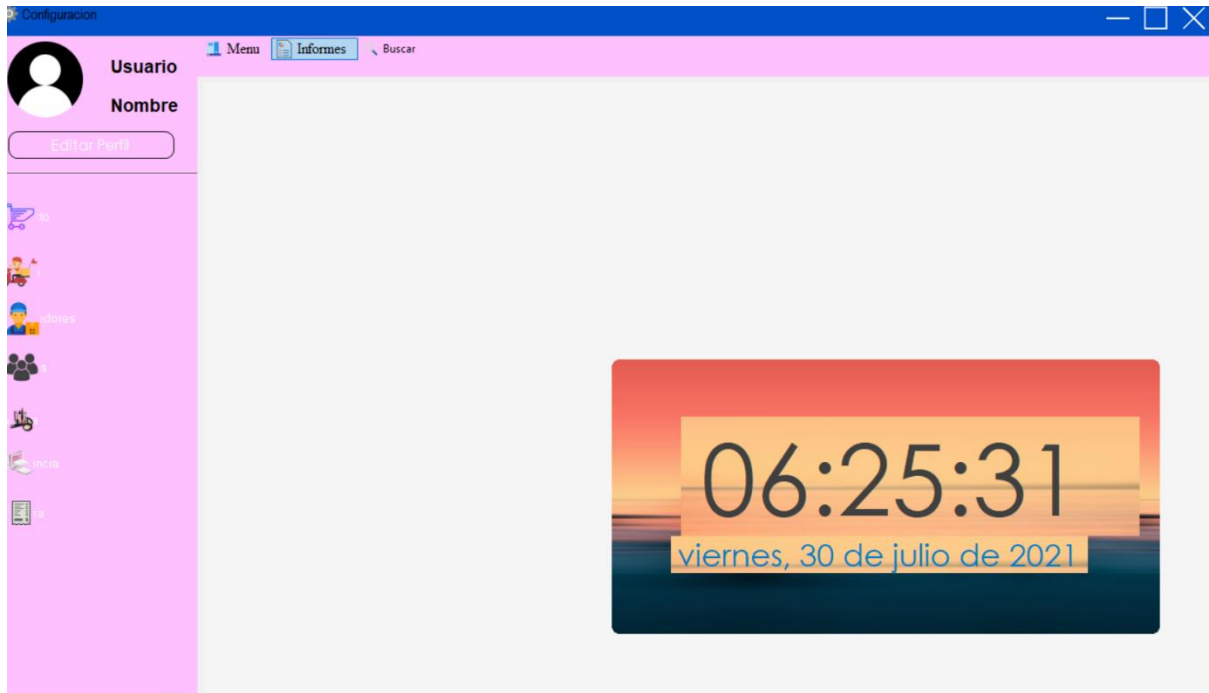 Configuracion
Menu Informes Buscar
Usuario
Nombre
Editar Perfil
06:25:31
viernes, 30 de julio de 2021